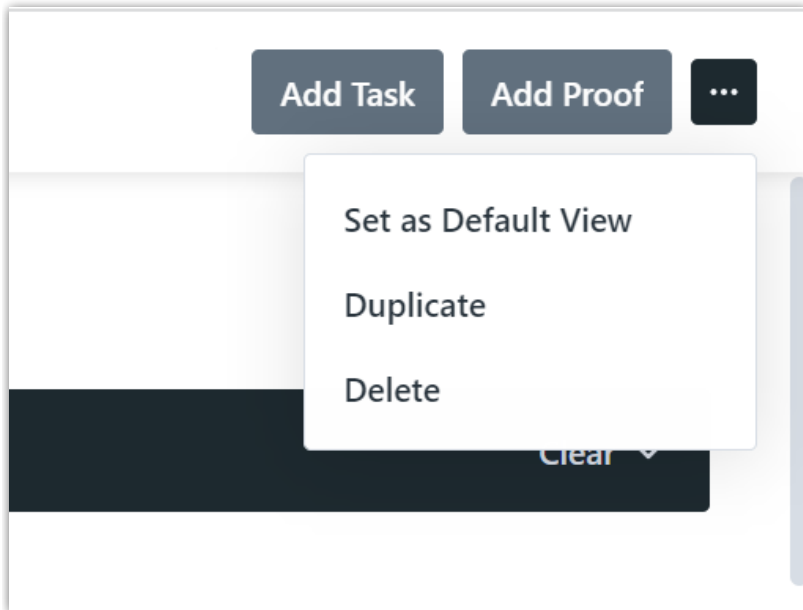 Add Task Add Proof ...
Set as Default View
Duplicate
Delete
Clear